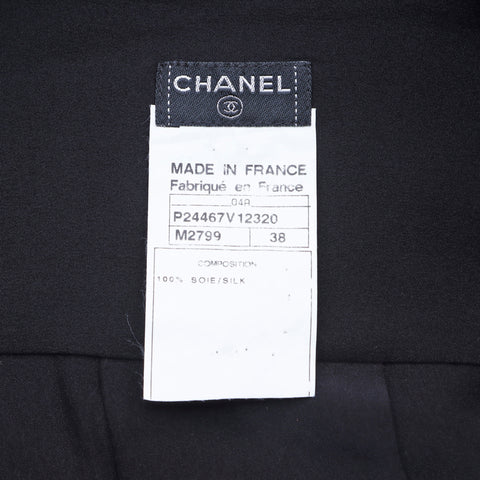 CHANEL
MADE IN FRANCE
Fabriqué en France
04A
P24467V12320
M2799 38
COMPOSITION
100% SOIE/SILK